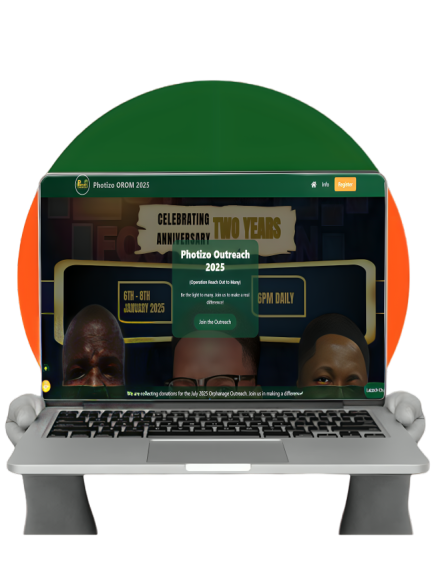 Photizo OROM 2025
Info
Register
CELEBRATING TWO YEARS
ANNIVERSARY
Photizo Outreach
2025
(Operation Reach Out to Many)
Be the light to many. Join us to make a real
difference!
6TH - 8TH
JANUARY 2025
6PM DAILY
Join the Outreach
We are collecting donations for the July 2025 Orphanage Outreach. Join us in making a difference!